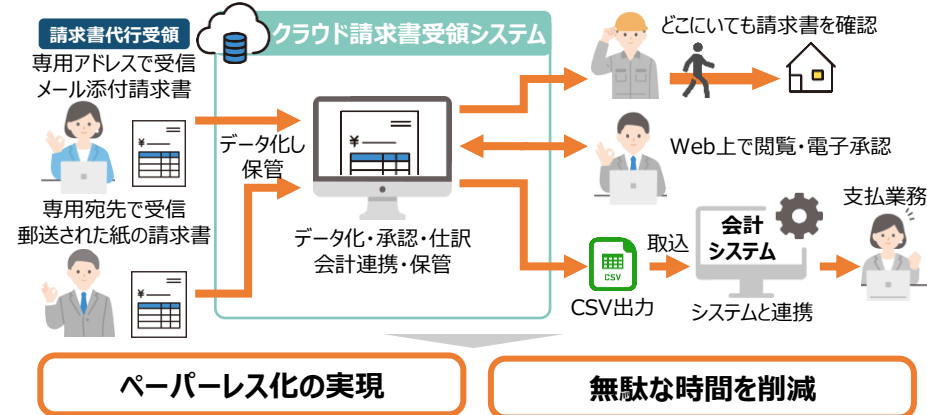 請求書代行受領
専用アドレスで受信
メール添付請求書
¥
専用宛先で受信
郵送された紙の請求書
¥
クラウド請求書受領システム
データ化し
保管
¥
データ化・承認・仕訳
会計連携・保管
どこにいても請求書を確認
Web上で閲覧・電子承認
CSV
CSV出力
取込
会計
システム
システムと連携
支払業務
ペーパーレス化の実現
無駄な時間を削減